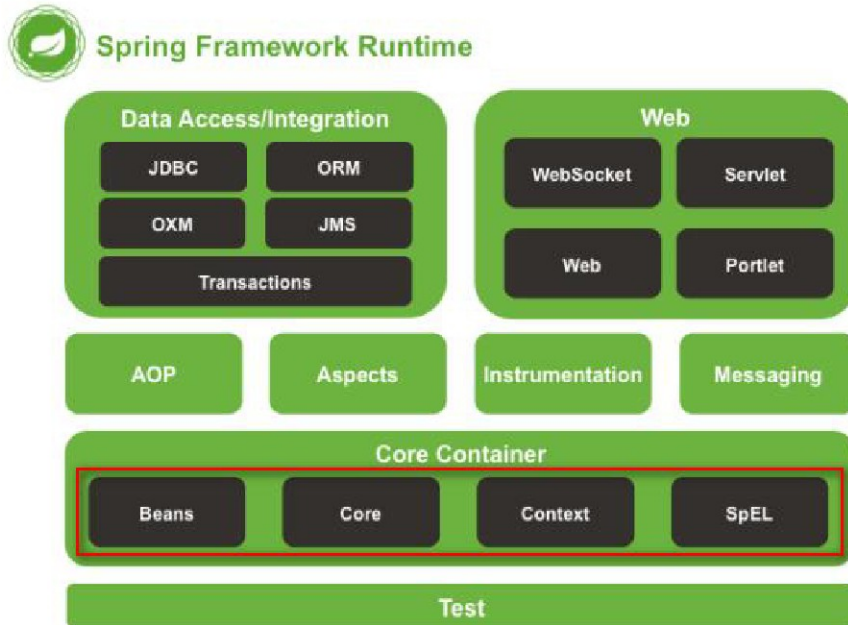 Spring Framework Runtime
Data Access/Integration
JDBC ORM
OXM JMS
Transactions
Web
WebSocket Servlet
Web Portlet
AOP Aspects Instrumentation Messaging
Core Container
Beans Core Context SpEL
Test